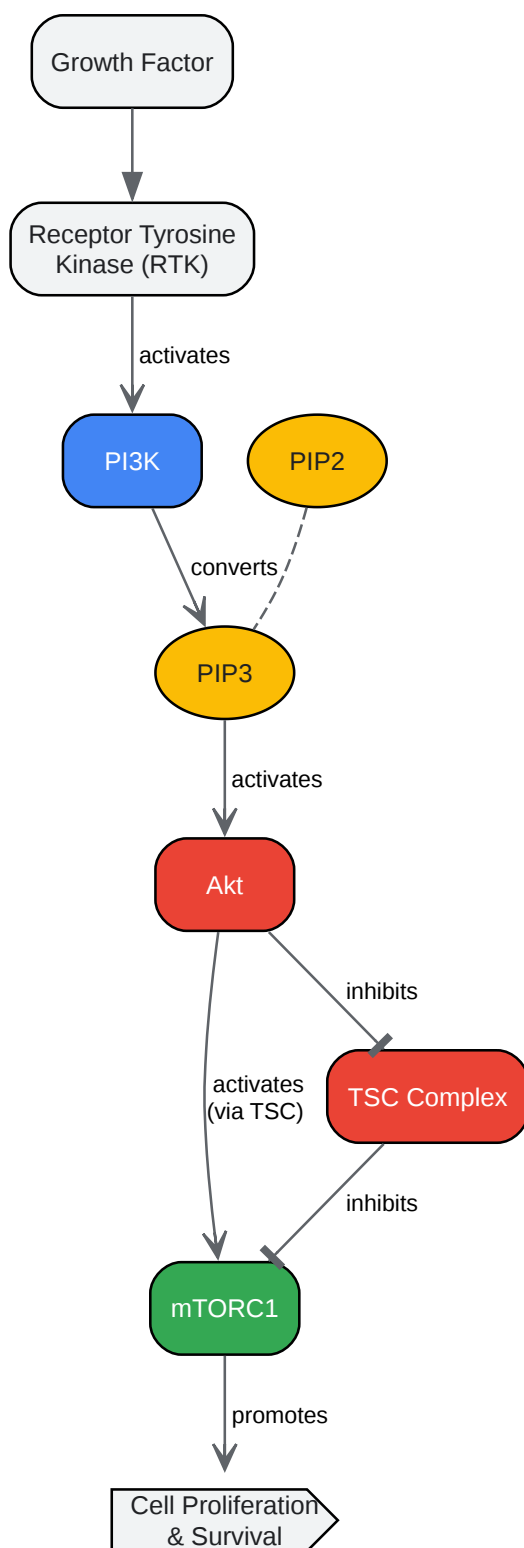 Growth Factor
Receptor Tyrosine
Kinase (RTK)
activates
PI3K
PIP2
converts
PIP3
activates
Akt
inhibits
activates
(via TSC)
TSC Complex
inhibits
mTORC1
promotes
Cell Proliferation
& Survival